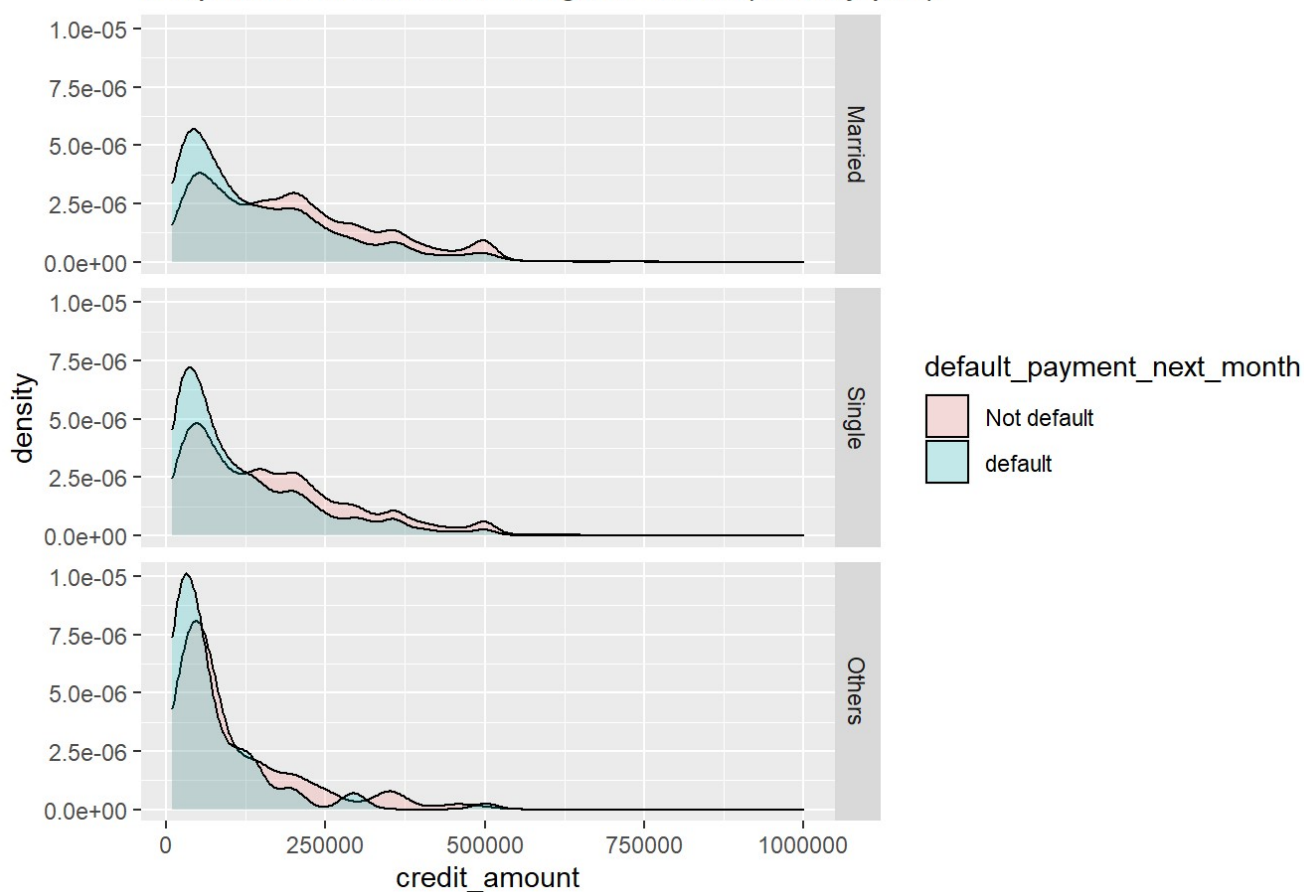 1.0e-05
7.5e-06
5.0e-06
2.5e-06
0.0e+00
Married
1.0e-05
7.5e-06
5.0e-06
2.5e-06
0.0e+00
Single
1.0e-05
7.5e-06
5.0e-06
2.5e-06
0.0e+00
Others
density
0 250000 500000 750000 1000000
credit_amount
default_payment_next_month
Not default
default